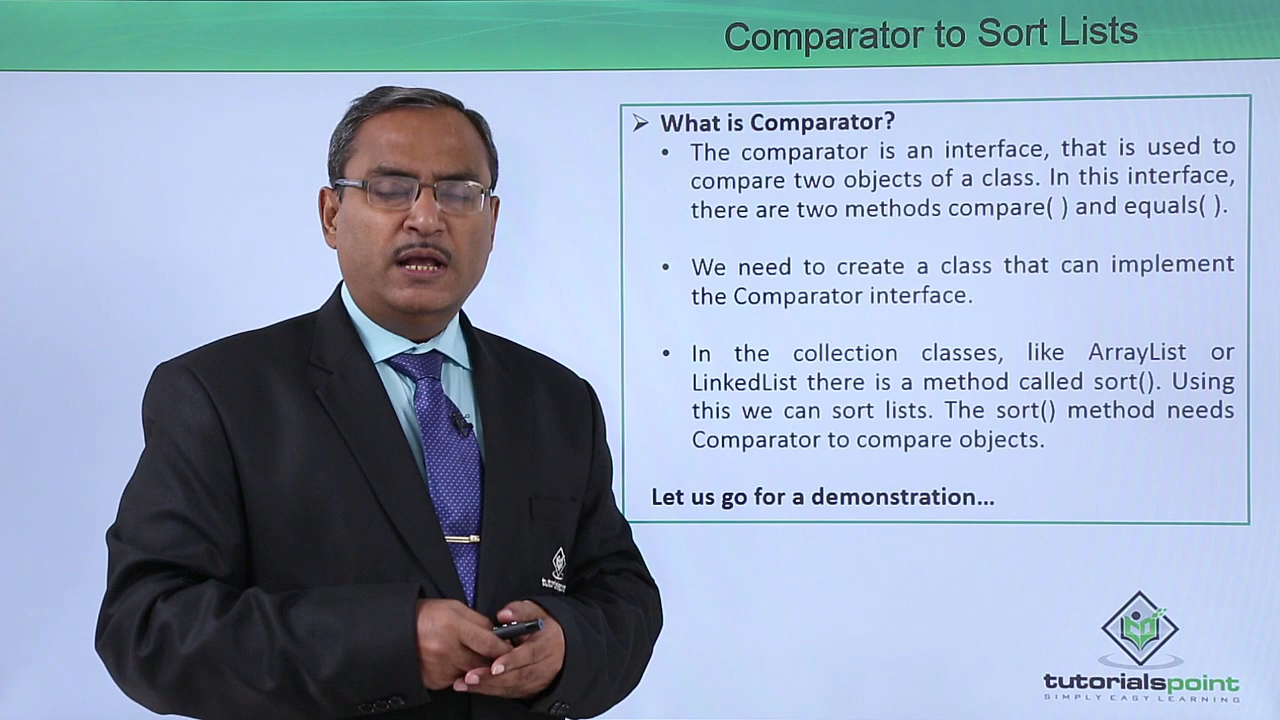 Comparator to Sort Lists
➢ What is Comparator?
• The comparator is an interface, that is used to
compare two objects of a class. In this interface,
there are two methods compare( ) and equals( ).
• We need to create a class that can implement
the Comparator interface.
• In the collection classes, like ArrayList or
LinkedList there is a method called sort(). Using
this we can sort lists. The sort() method needs
Comparator to compare objects.
Let us go for a demonstration...
tutorialspoint
SIMPLY EASY LEARNING